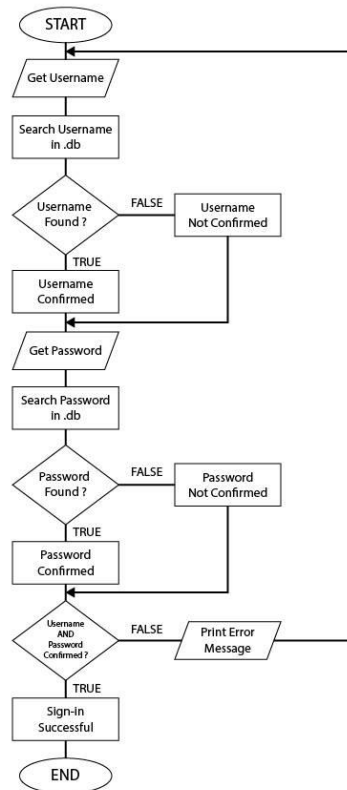 START
Get Username
Search Username
in .db
Username
Found ?
FALSE
Username
Not Confirmed
TRUE
Username
Confirmed
Get Password
Search Password
in .db
Password
Found ?
FALSE
Password
Not Confirmed
TRUE
Password
Confirmed
Username
AND
Password
Confirmed ?
FALSE
Print Error
Message
TRUE
Sign-in
Successful
END